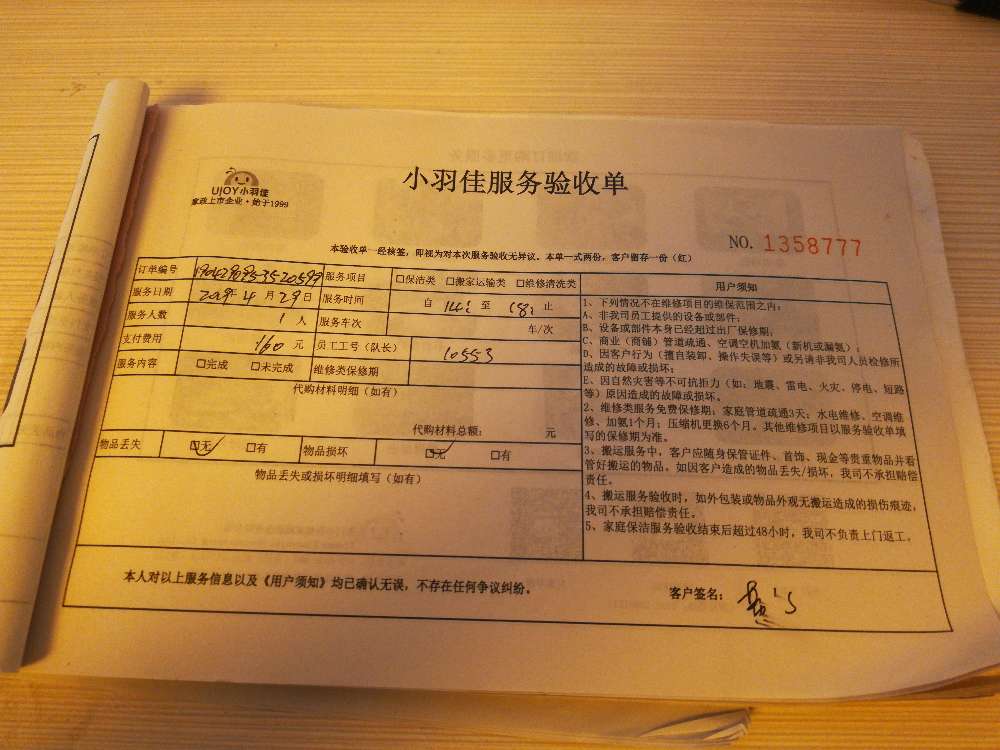 小羽佳服务验收单
UJOY小羽佳
家政上市企业·始于1999
NO. 1358777
本验收单一经核签，即视为对本次服务验收无异议。本单一式两份，客户留存一份（红）
订单编号 服务项目 □保洁类 □搬家运输类 □维修清洗类 用户须知
服务日期 2019年4月29日 服务时间 自 至 止
服务人数 1人 服务车次 车/次
支付费用 160元 员工工号（队长） 10553
服务内容 □完成 □未完成 维修类保修期
代购材料明细（如有）
代购材料总额： 元
物品丢失 □无 □有 物品损坏 □无 □有
物品丢失或损坏明细填写（如有）
1、下列情况不在维修项目的维保范围之内：
A、非我司员工提供的设备或部件；
B、设备或部件本身已经超过出厂保修期；
C、商业（商铺）管道疏通、空调空机加氨（新机或漏氨）；
D、因客户行为（擅自装卸、操作失误等）或另请非我司人员检修所
造成的故障或损坏；
E、因自然灾害等不可抗拒力（如：地震、雷电、火灾、停电、短路
等）原因造成的故障或损坏。
2、维修类服务免费保修期：家庭管道疏通3天；水电维修、空调维
修、加氨1个月；压缩机更换6个月。其他维修项目以服务验收单填
写的保修期为准。
3、搬运服务中，客户应随身保管证件、首饰、现金等贵重物品并看
管好搬运的物品。如因客户造成的物品丢失/损坏，我司不承担赔偿
责任。
4、搬运服务验收时，如外包装或物品外观无搬运造成的损伤痕迹，
我司不承担赔偿责任。
5、家庭保洁服务验收结束后超过48小时，我司不负责上门返工。
本人对以上服务信息以及《用户须知》均已确认无误，不存在任何争议纠纷。 客户签名：